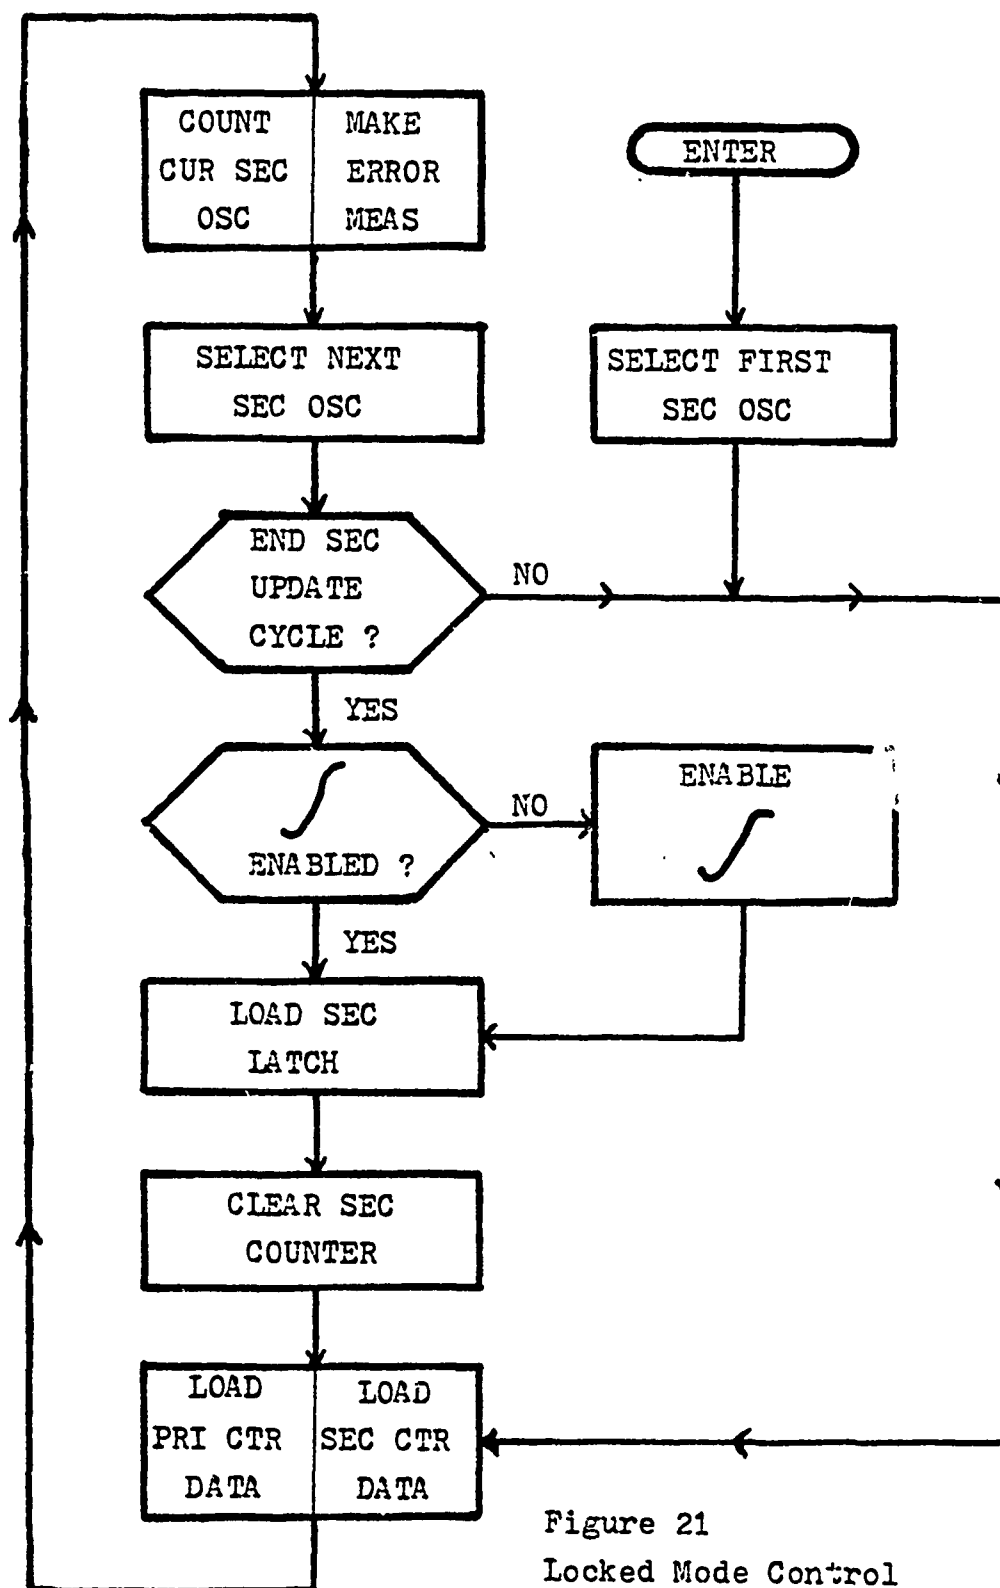 COUNT
CUR SEC
OSC
MAKE
ERROR
MEAS
ENTER
SELECT NEXT
SEC OSC
SELECT FIRST
SEC OSC
END SEC
UPDATE
CYCLE ?
NO
YES
∫
ENABLED ?
NO
ENABLE
∫
YES
LOAD SEC
LATCH
CLEAR SEC
COUNTER
LOAD
PRI CTR
DATA
LOAD
SEC CTR
DATA
Figure 21
Locked Mode Control